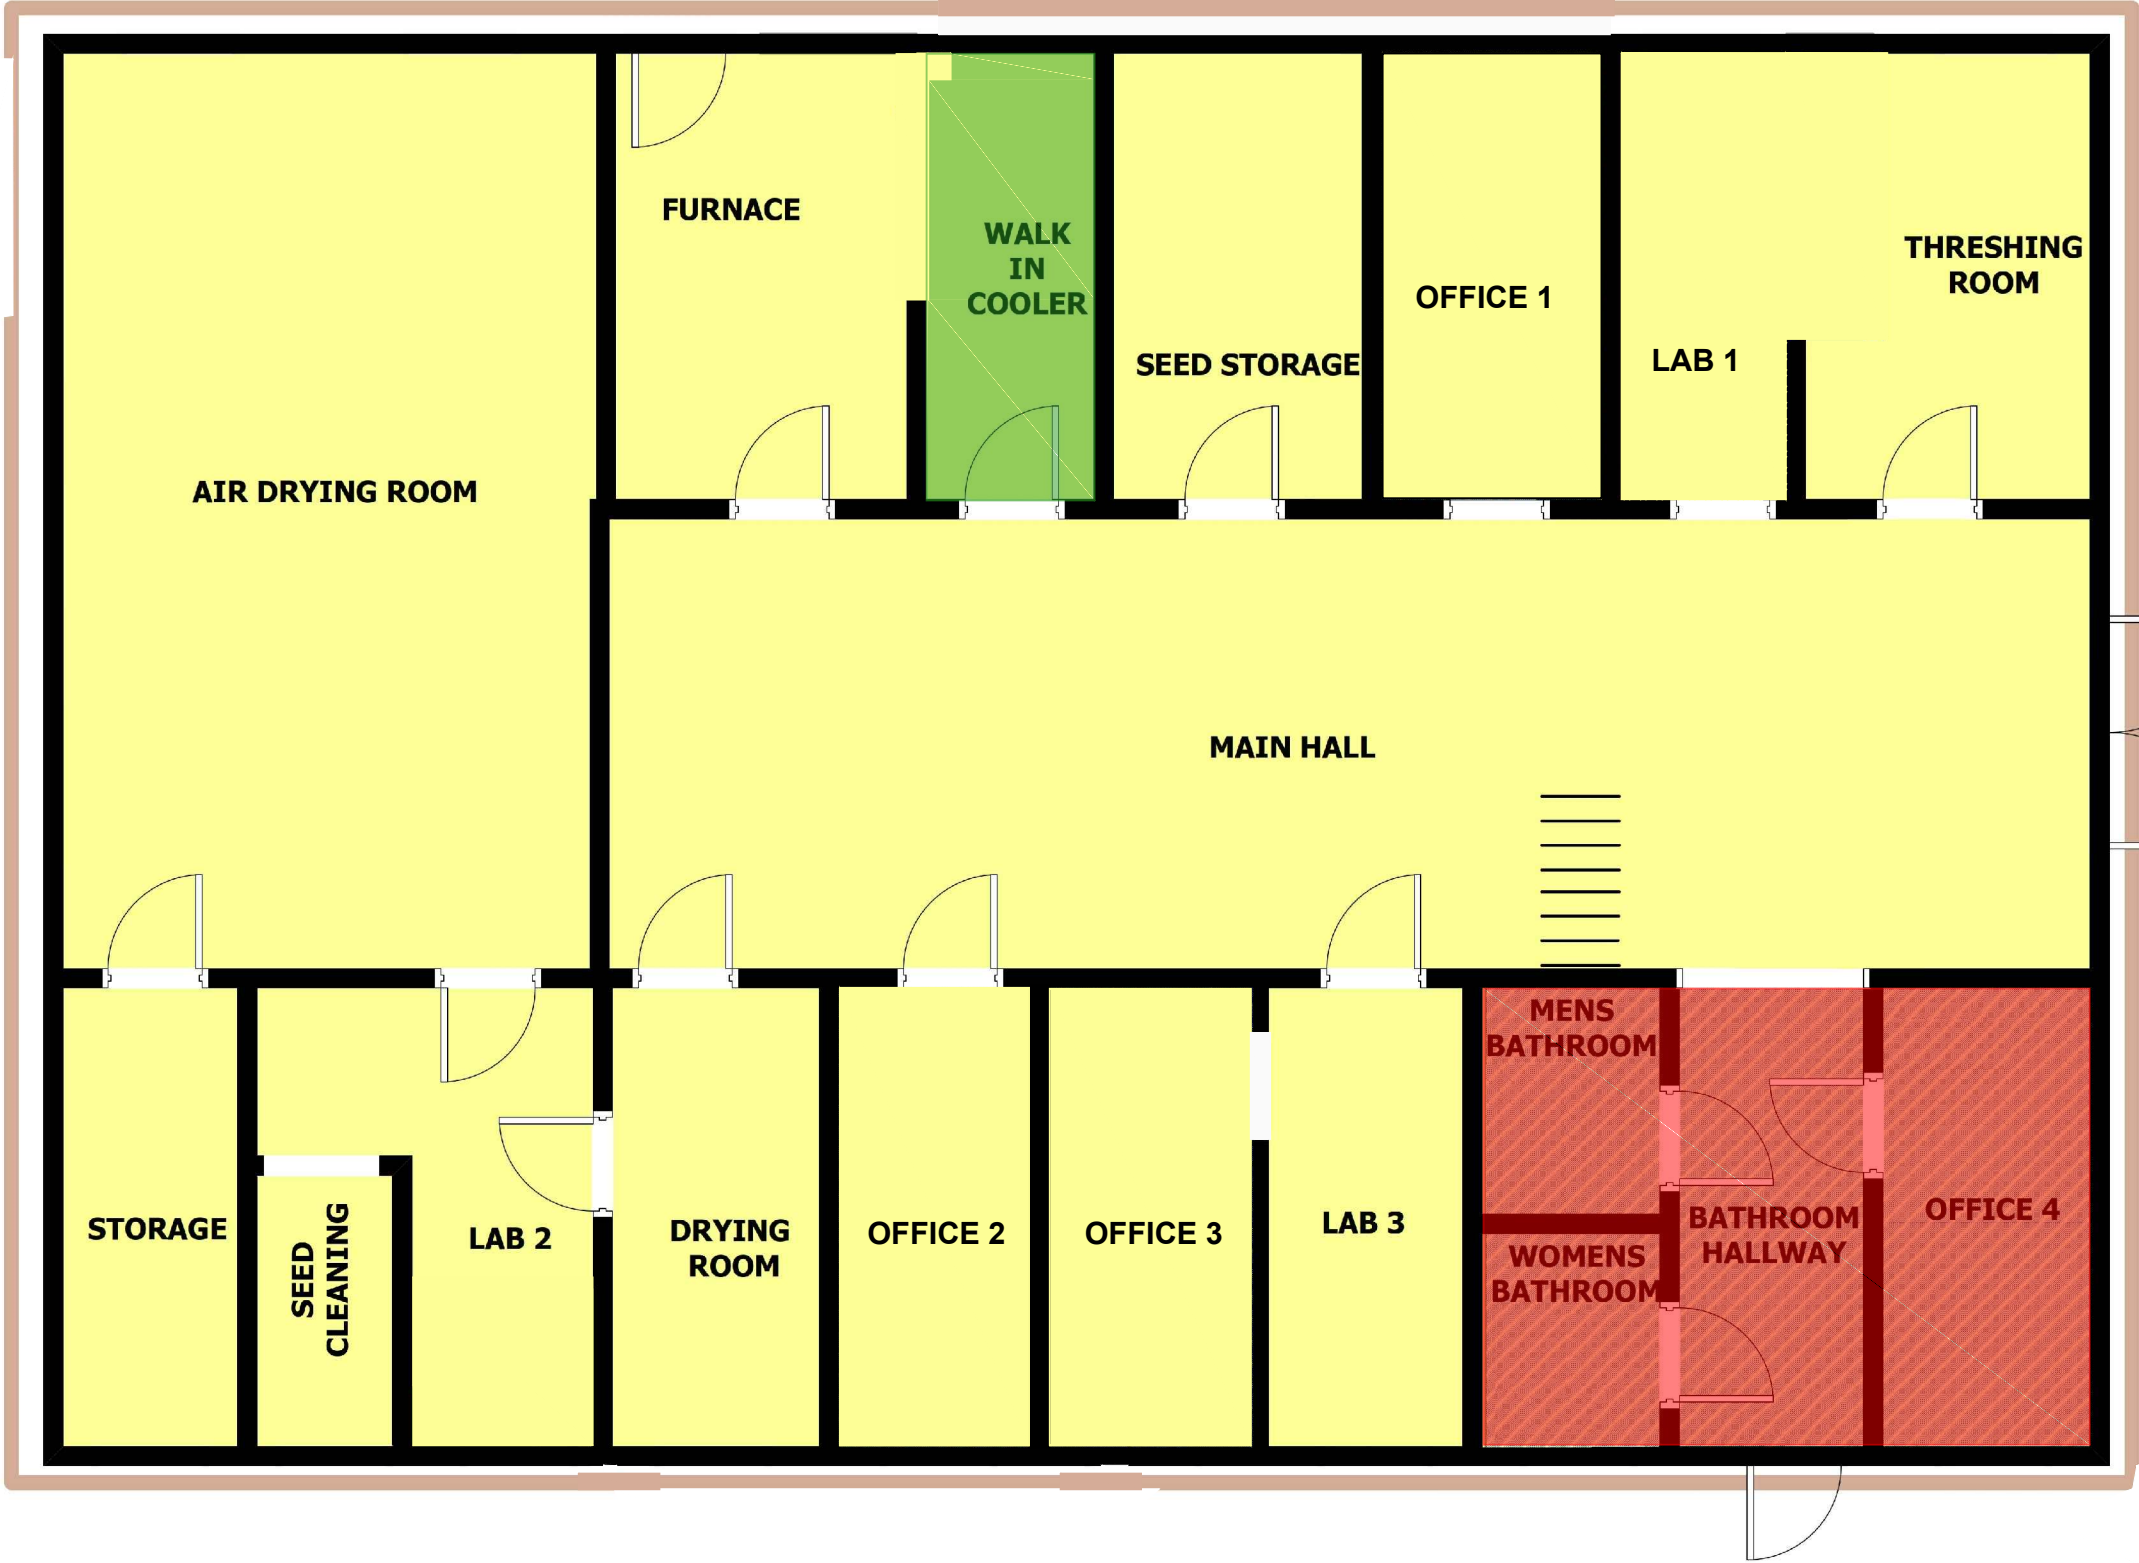 FURNACE
WALK
IN
COOLER
SEED STORAGE
OFFICE 1
LAB 1
THRESHING
ROOM
AIR DRYING ROOM
MAIN HALL
STORAGE
SEED
CLEANING
LAB 2
DRYING
ROOM
OFFICE 2
OFFICE 3
LAB 3
MENS
BATHROOM
WOMENS
BATHROOM
BATHROOM
HALLWAY
OFFICE 4